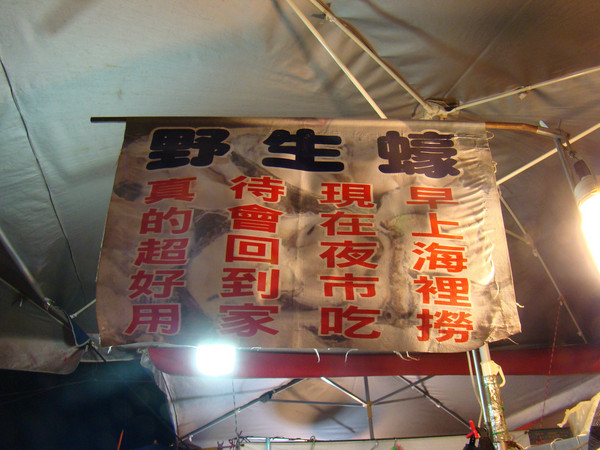 野生蠔
早上海裡撈
現在夜市吃
待會回到家
真的超好用